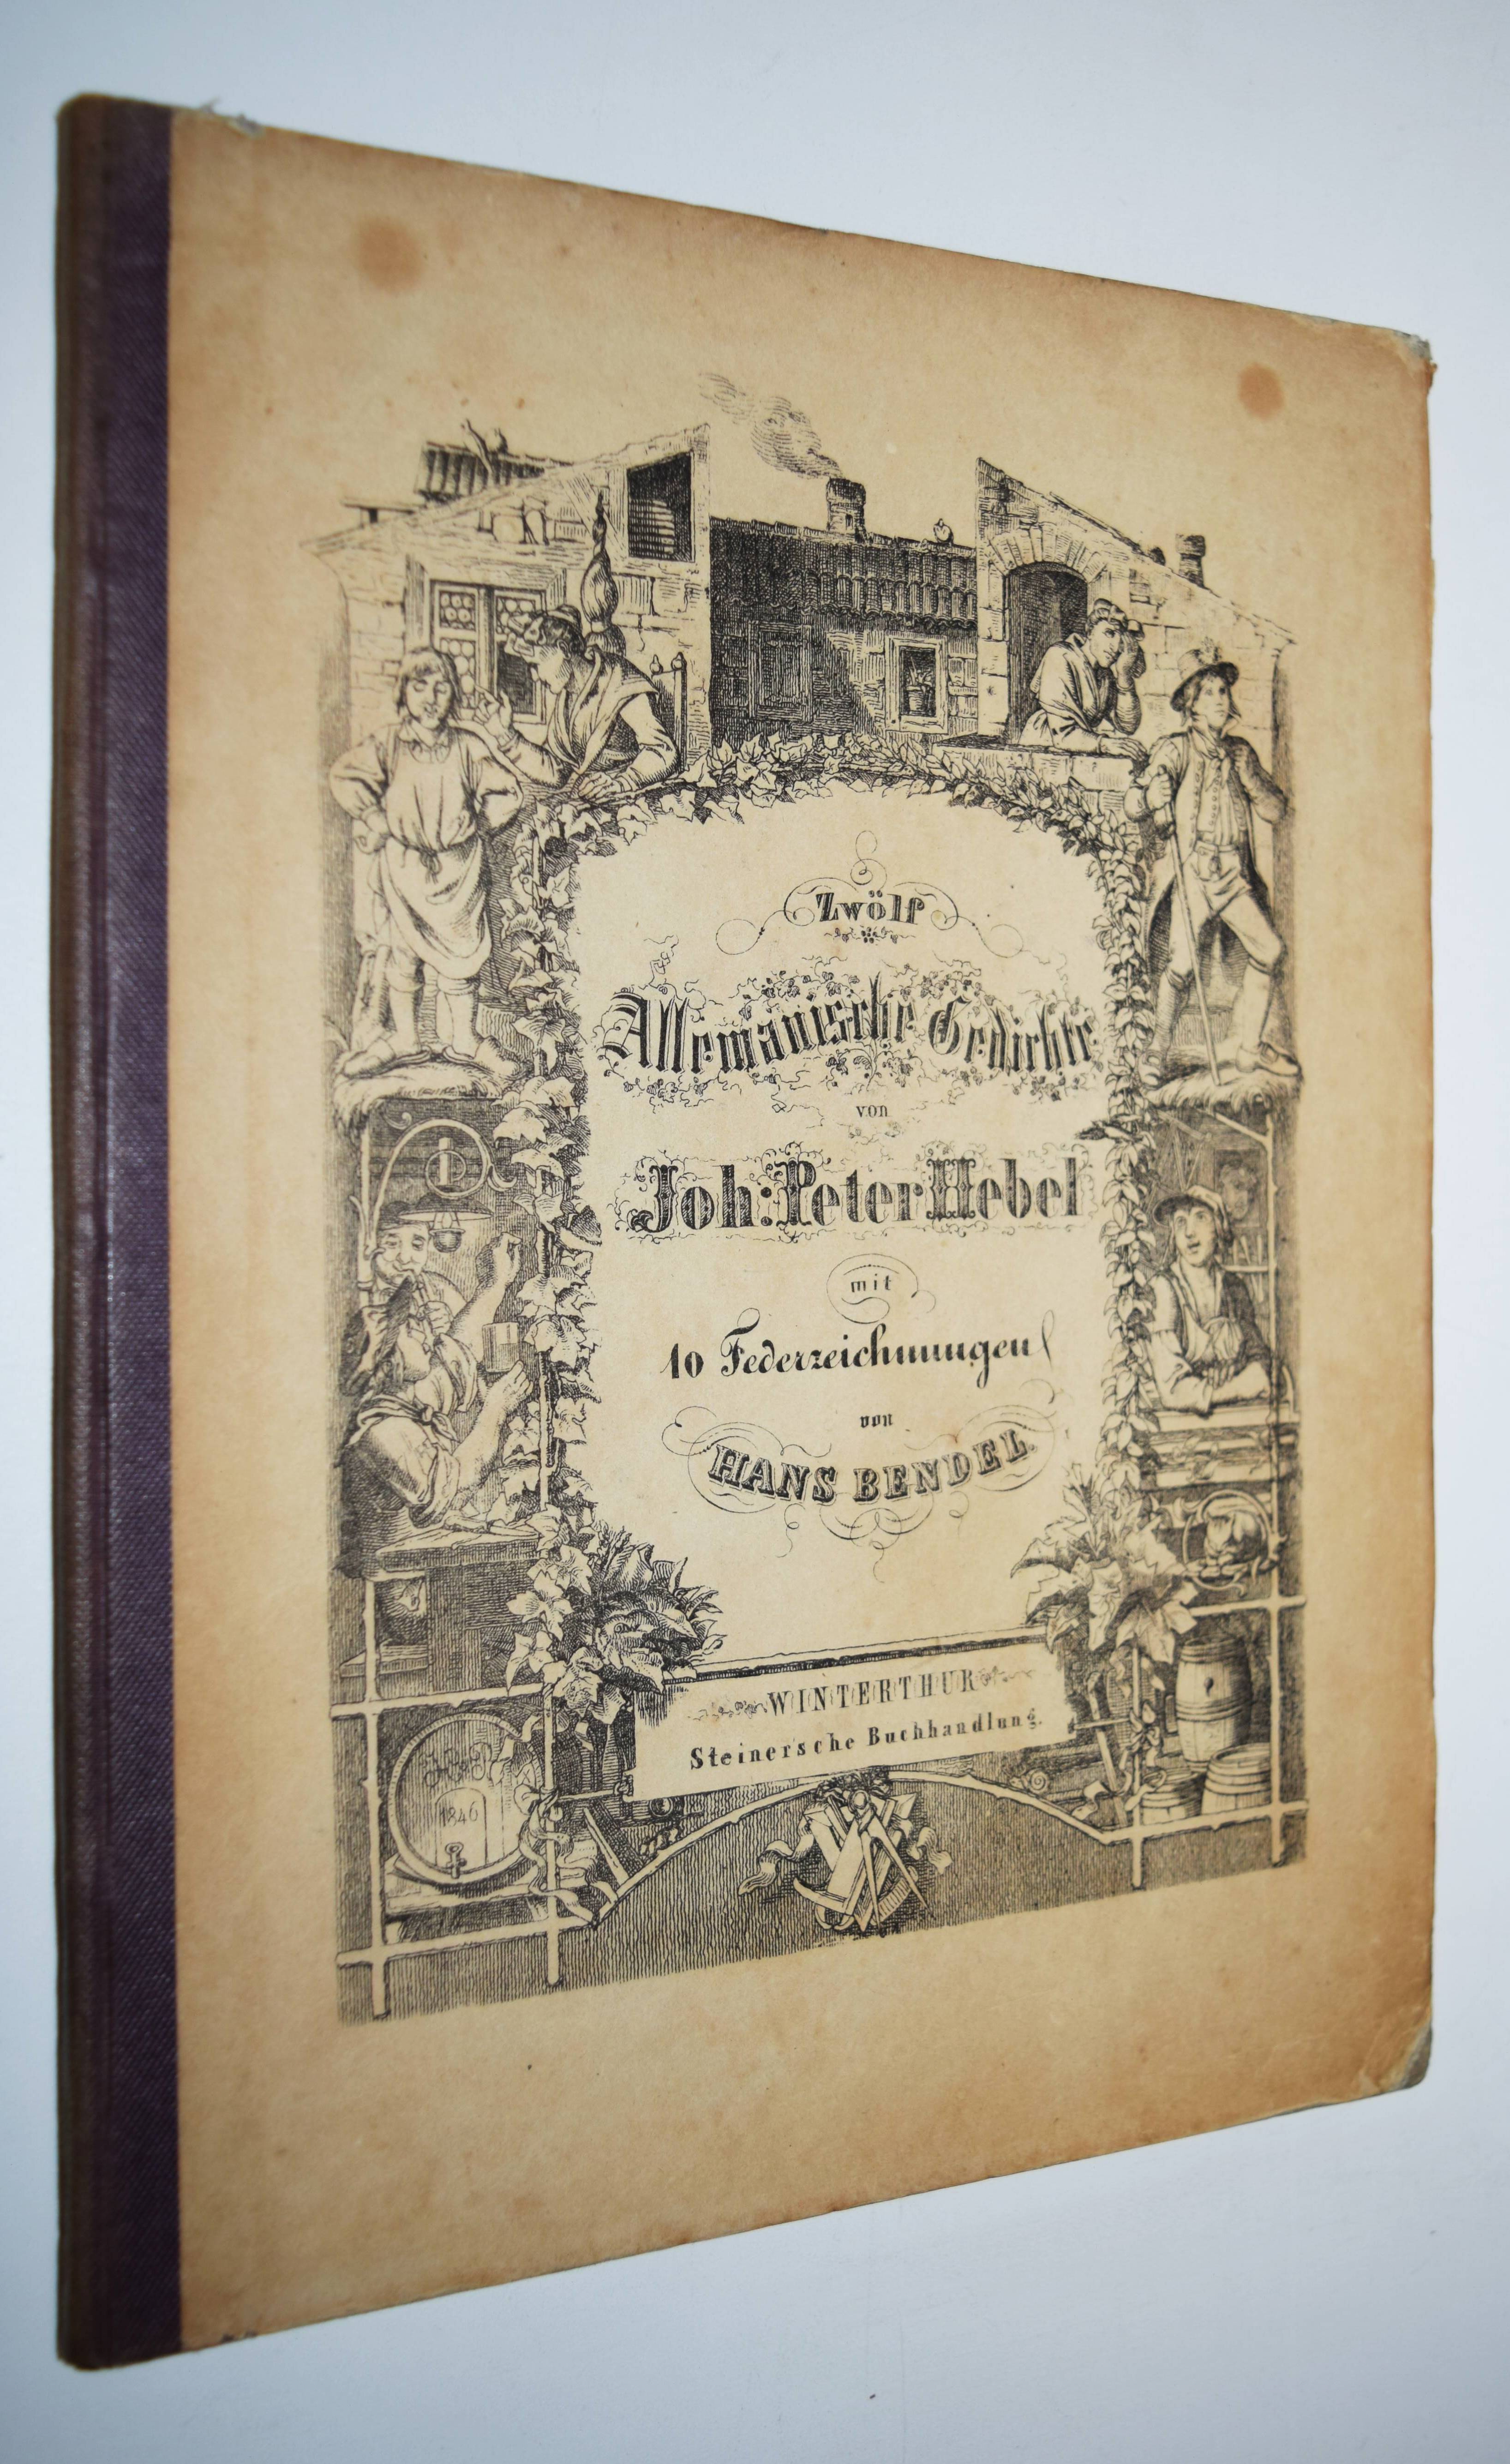 Zwölf
Allemanische Gedichte
von
Joh: Peter Hebel
mit
10 Federzeichnungen
von
HANS BENDEL.
WINTERTHUR
Steinersche Buchhandlung.
1846